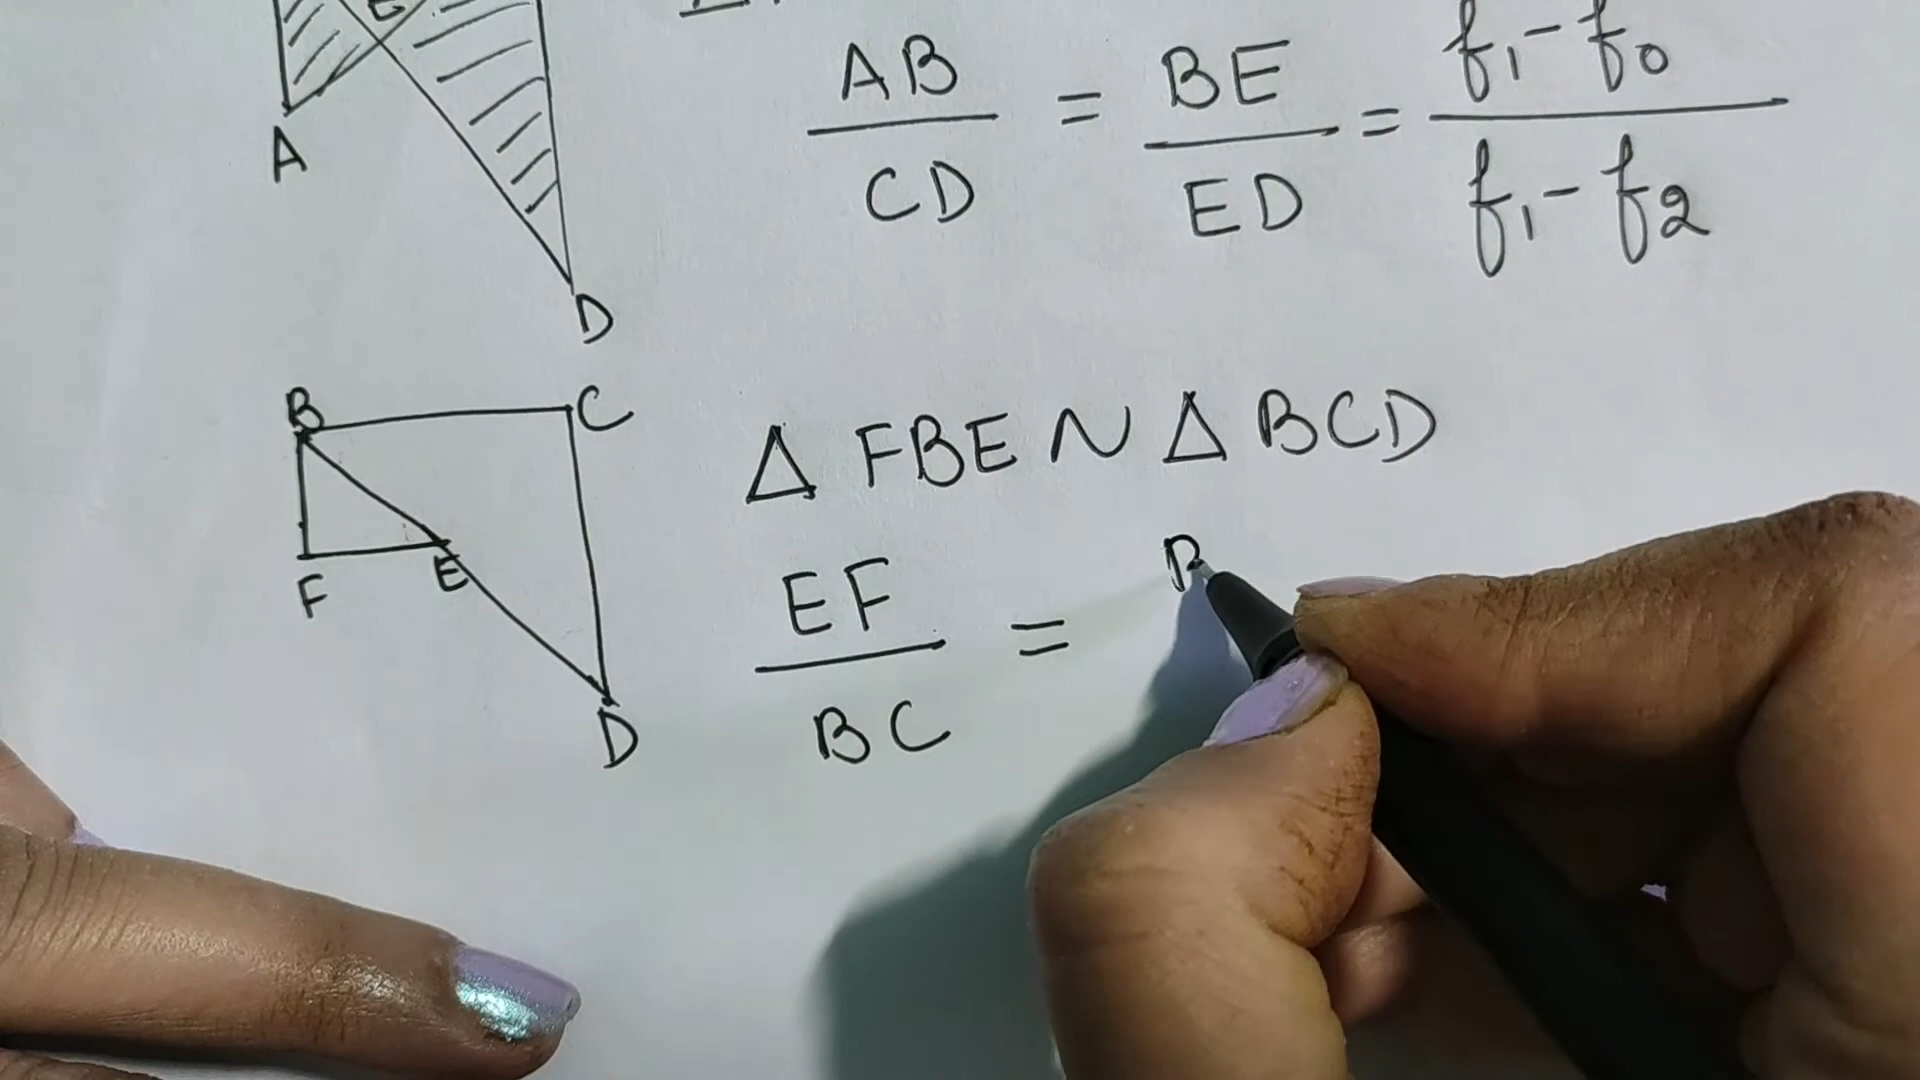 E
A
D
AB/CD = BE/ED = f₁-f₀/f₁-f₂
B C
F E
D
Δ FBE ~ Δ BCD
EF/BC = B